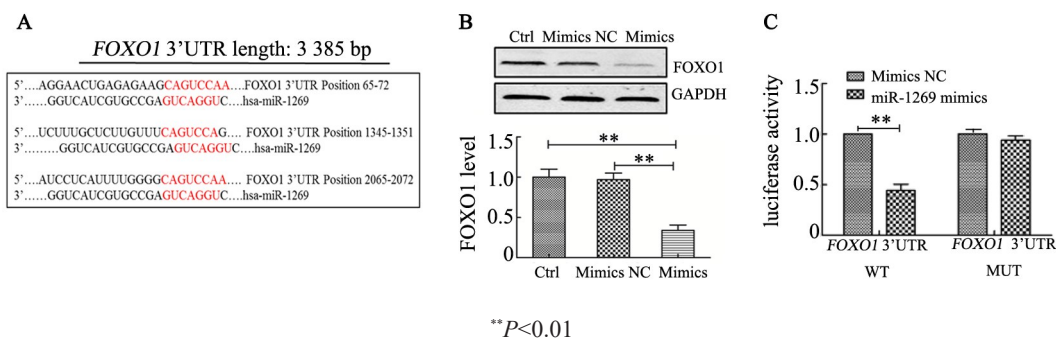 A
FOXO1 3’UTR length: 3 385 bp
5’….AGGAACUGAGAGAAGCAGUCCAA….FOXO1 3’UTR Position 65-72
3’……GGUCAUCGUGCCGAGUCAGGUC….hsa-miR-1269
5’….UCUUUGCUCUUGUUUCAGUCCAG…. FOXO1 3’UTR Position 1345-1351
3’………GGUCAUCGUGCCGAGUCAGGUC….hsa-miR-1269
5’….AUCCUCAUUUUGGGGCAGUCCAA…. FOXO1 3’UTR Position 2065-2072
3’……GGUCAUCGUGCCGAGUCAGGUC….hsa-miR-1269
B
Ctrl Mimics NC Mimics
FOXO1
GAPDH
FOXO1 level
1.5
1.0
0.5
0
**
**
Ctrl Mimics NC Mimics
**P<0.01
C
Mimics NC
miR-1269 mimics
luciferase activity
1.5
1.0
0.5
0
**
FOXO1 3’UTR FOXO1 3’UTR
WT MUT